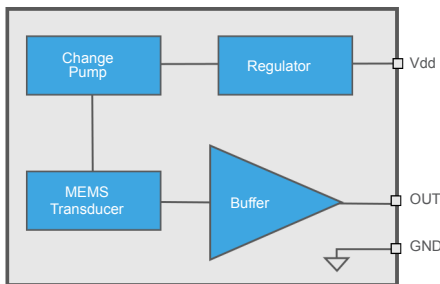 Change
Pump
Regulator
Vdd
MEMS
Transducer
Buffer
OUT
GND